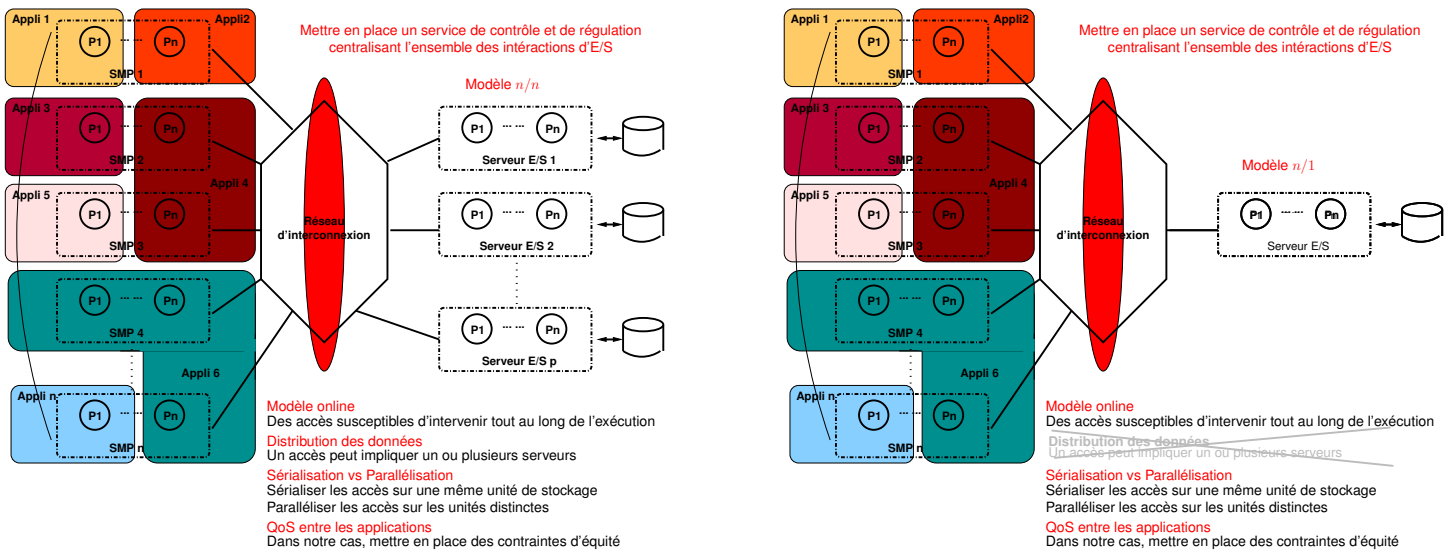 Appli 1
Appli2
P1 ...... Pn
SMP 1
Appli 3
P1 ...... Pn
SMP 2
Appli 5
Appli 4
P1 ...... Pn
SMP 3
P1 ...... Pn
SMP 4
Appli 6
Appli n
P1 ...... Pn
SMP n
Mettre en place un service de contrôle et de régulation
centralisant l'ensemble des intéractions d'E/S
Modèle n/n
Réseau
d'interconnexion
P1 ...... Pn
Serveur E/S 1
P1 ...... Pn
Serveur E/S 2
P1 ...... Pn
Serveur E/S p
Modèle online
Des accès susceptibles d'intervenir tout au long de l'exécution
Distribution des données
Un accès peut impliquer un ou plusieurs serveurs
Sérialisation vs Parallélisation
Sérialiser les accès sur une même unité de stockage
Paralléliser les accès sur les unités distinctes
QoS entre les applications
Dans notre cas, mettre en place des contraintes d'équité
Appli 1
Appli2
P1 ...... Pn
SMP 1
Appli 3
P1 ...... Pn
SMP 2
Appli 5
Appli 4
P1 ...... Pn
SMP 3
P1 ...... Pn
SMP 4
Appli 6
Appli n
P1 ...... Pn
SMP n
Mettre en place un service de contrôle et de régulation
centralisant l'ensemble des intéractions d'E/S
Modèle n/1
Réseau
d'interconnexion
P1 ...... Pn
Serveur E/S
Modèle online
Des accès susceptibles d'intervenir tout au long de l'exécution
Distribution des données
Un accès peut impliquer un ou plusieurs serveurs
Sérialisation vs Parallélisation
Sérialiser les accès sur une même unité de stockage
Paralléliser les accès sur les unités distinctes
QoS entre les applications
Dans notre cas, mettre en place des contraintes d'équité